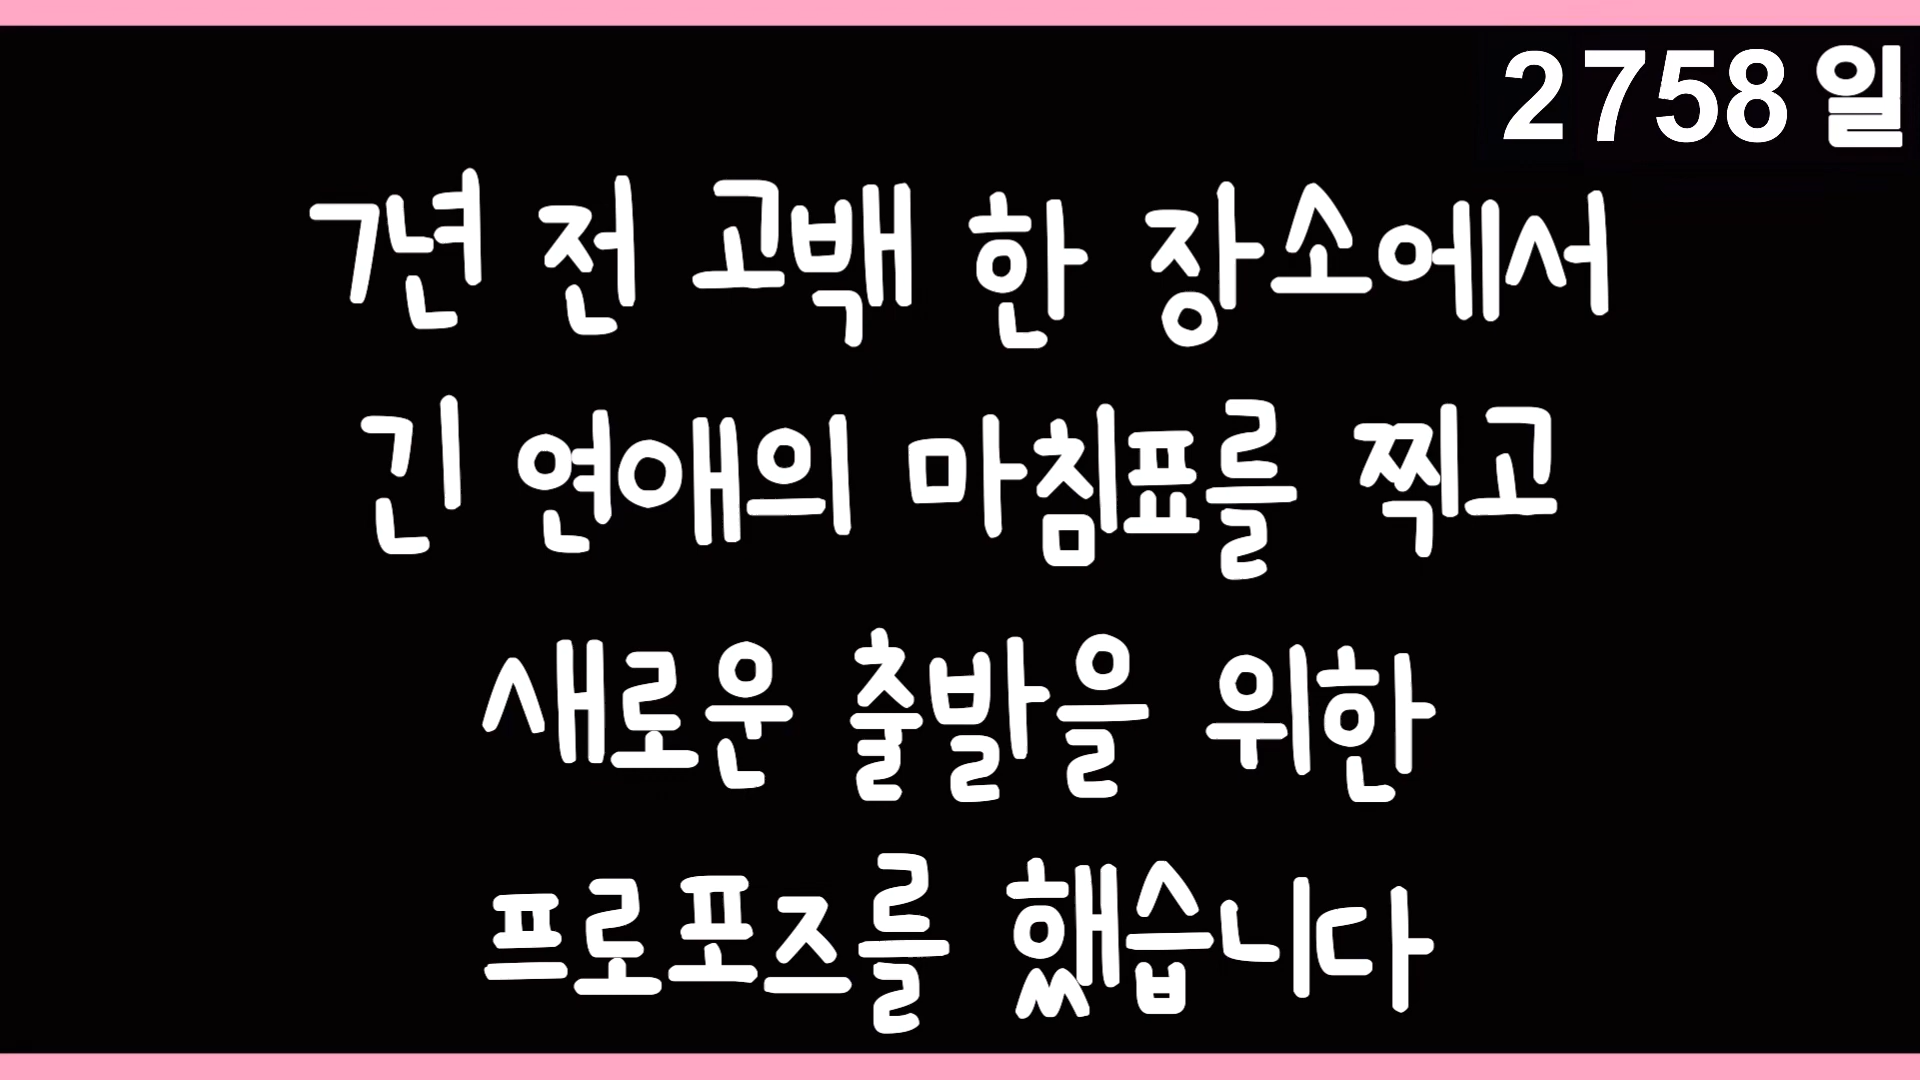 2758일
7년 전 고백 한 장소에서
긴 연애의 마침표를 찍고
새로운 출발을 위한
프로포즈를 했습니다